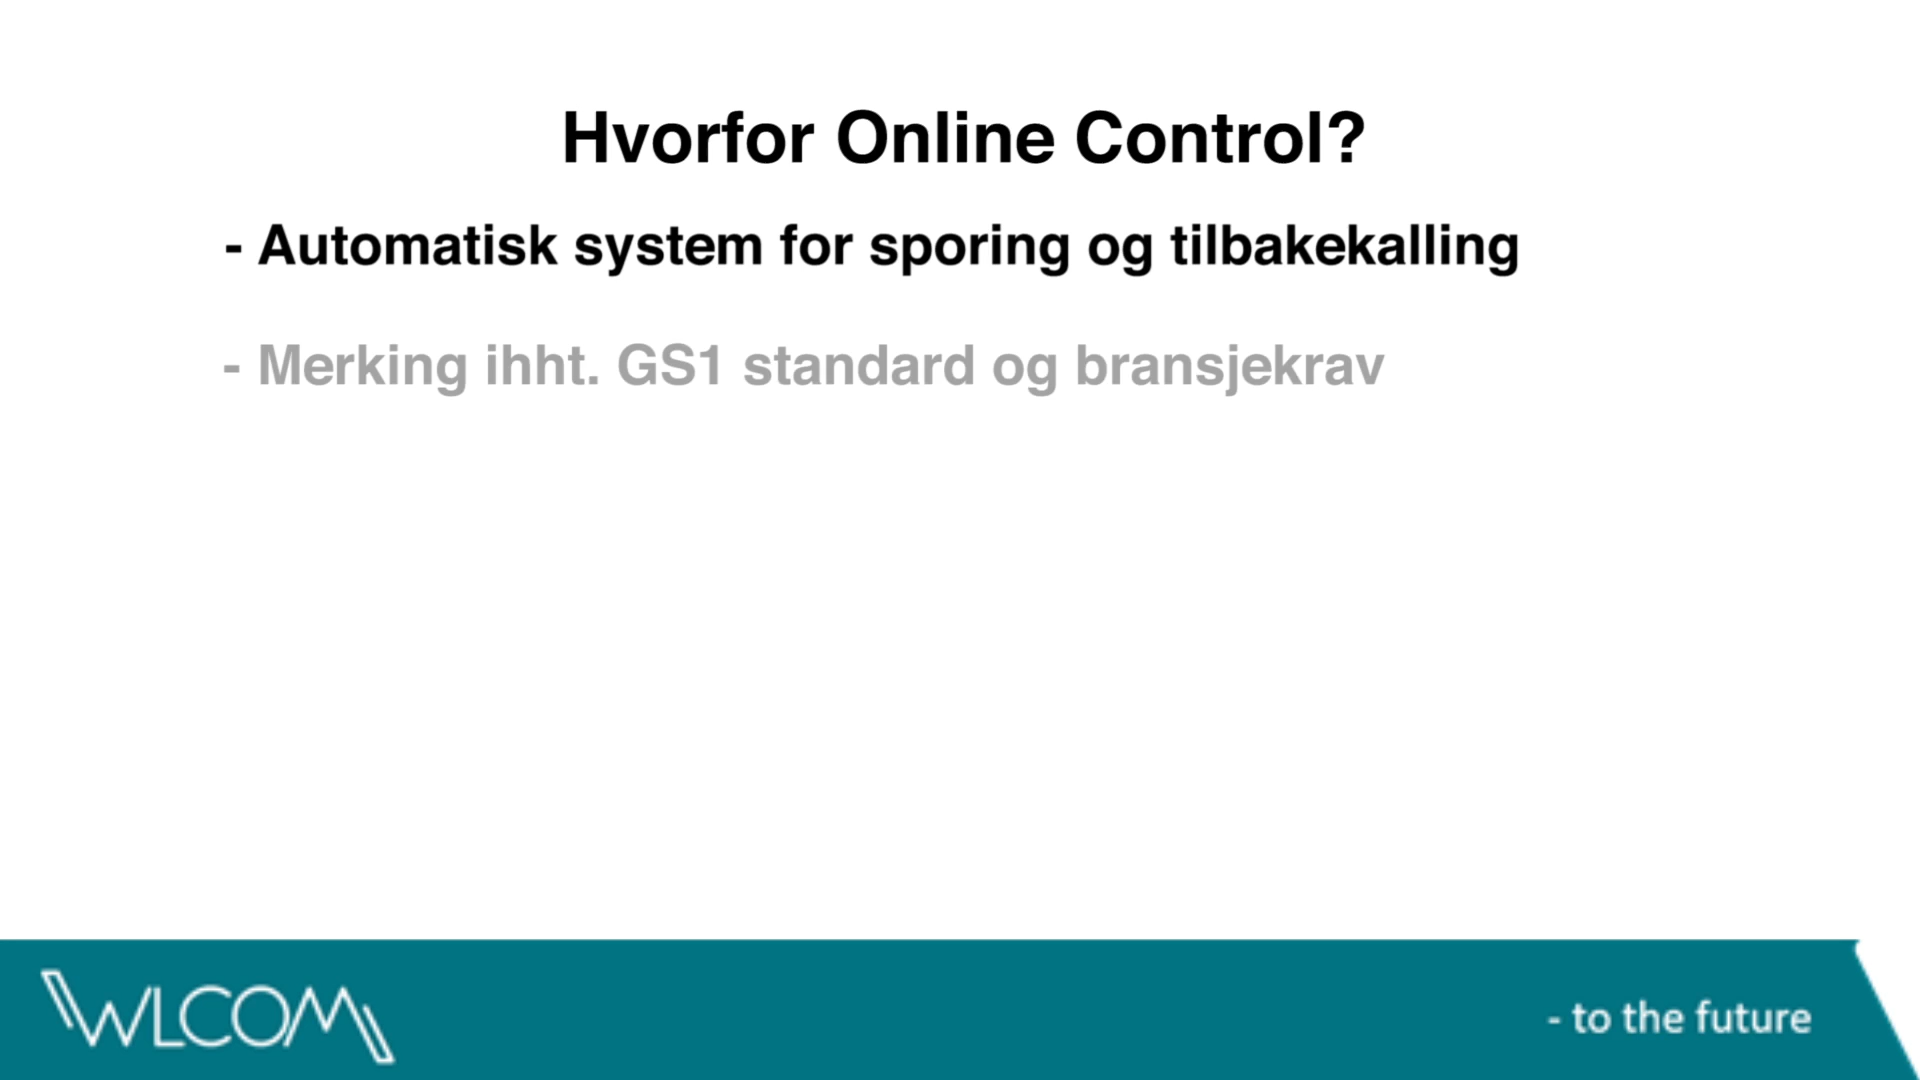 Hvorfor Online Control?
- Automatisk system for sporing og tilbakekalling
- Merking ihht. GS1 standard og bransjekrav
WLCOM
- to the future